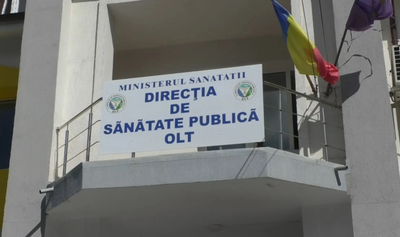 MINISTERUL SANATATII
DIRECȚIA
DE
SĂNĂTATE PUBLICĂ
OLT